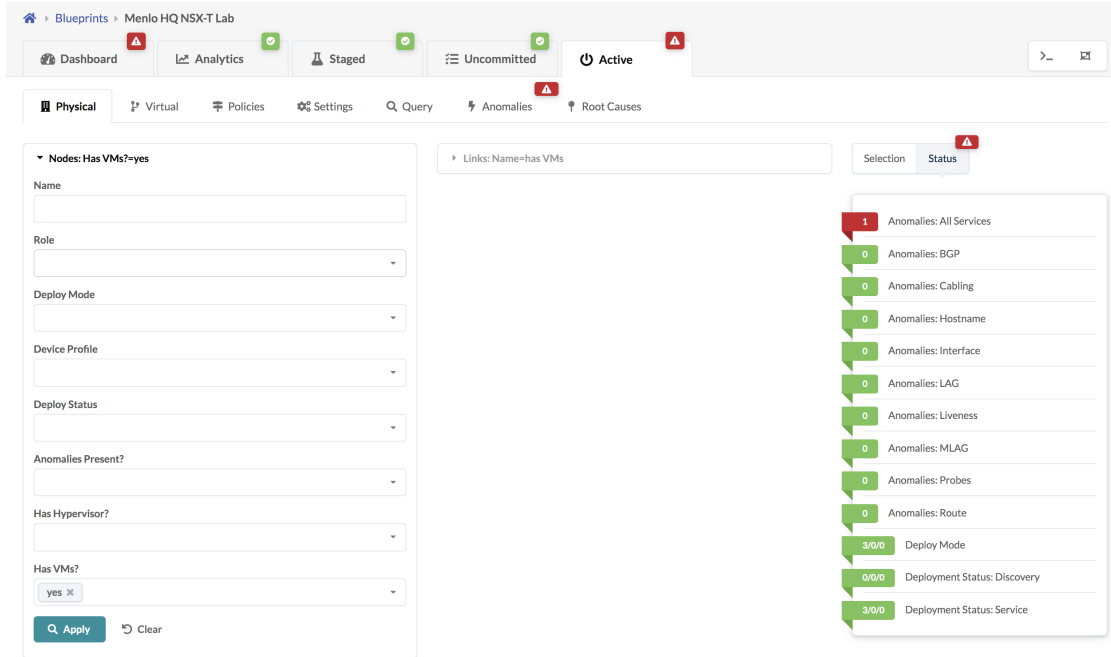 Blueprints Menlo HQ NSX-T Lab
Dashboard Analytics Staged Uncommitted Active
Physical Virtual Policies Settings Query Anomalies Root Causes
Nodes: Has VMs?=yes
Name
Role
Deploy Mode
Device Profile
Deploy Status
Anomalies Present?
Has Hypervisor?
Has VMs?
yes
Apply Clear
Links: Name=has VMs
Selection Status
1 Anomalies: All Services
0 Anomalies: BGP
0 Anomalies: Cabling
0 Anomalies: Hostname
0 Anomalies: Interface
0 Anomalies: LAG
0 Anomalies: Liveness
0 Anomalies: MLAG
0 Anomalies: Probes
0 Anomalies: Route
3/0/0 Deploy Mode
0/0/0 Deployment Status: Discovery
3/0/0 Deployment Status: Service